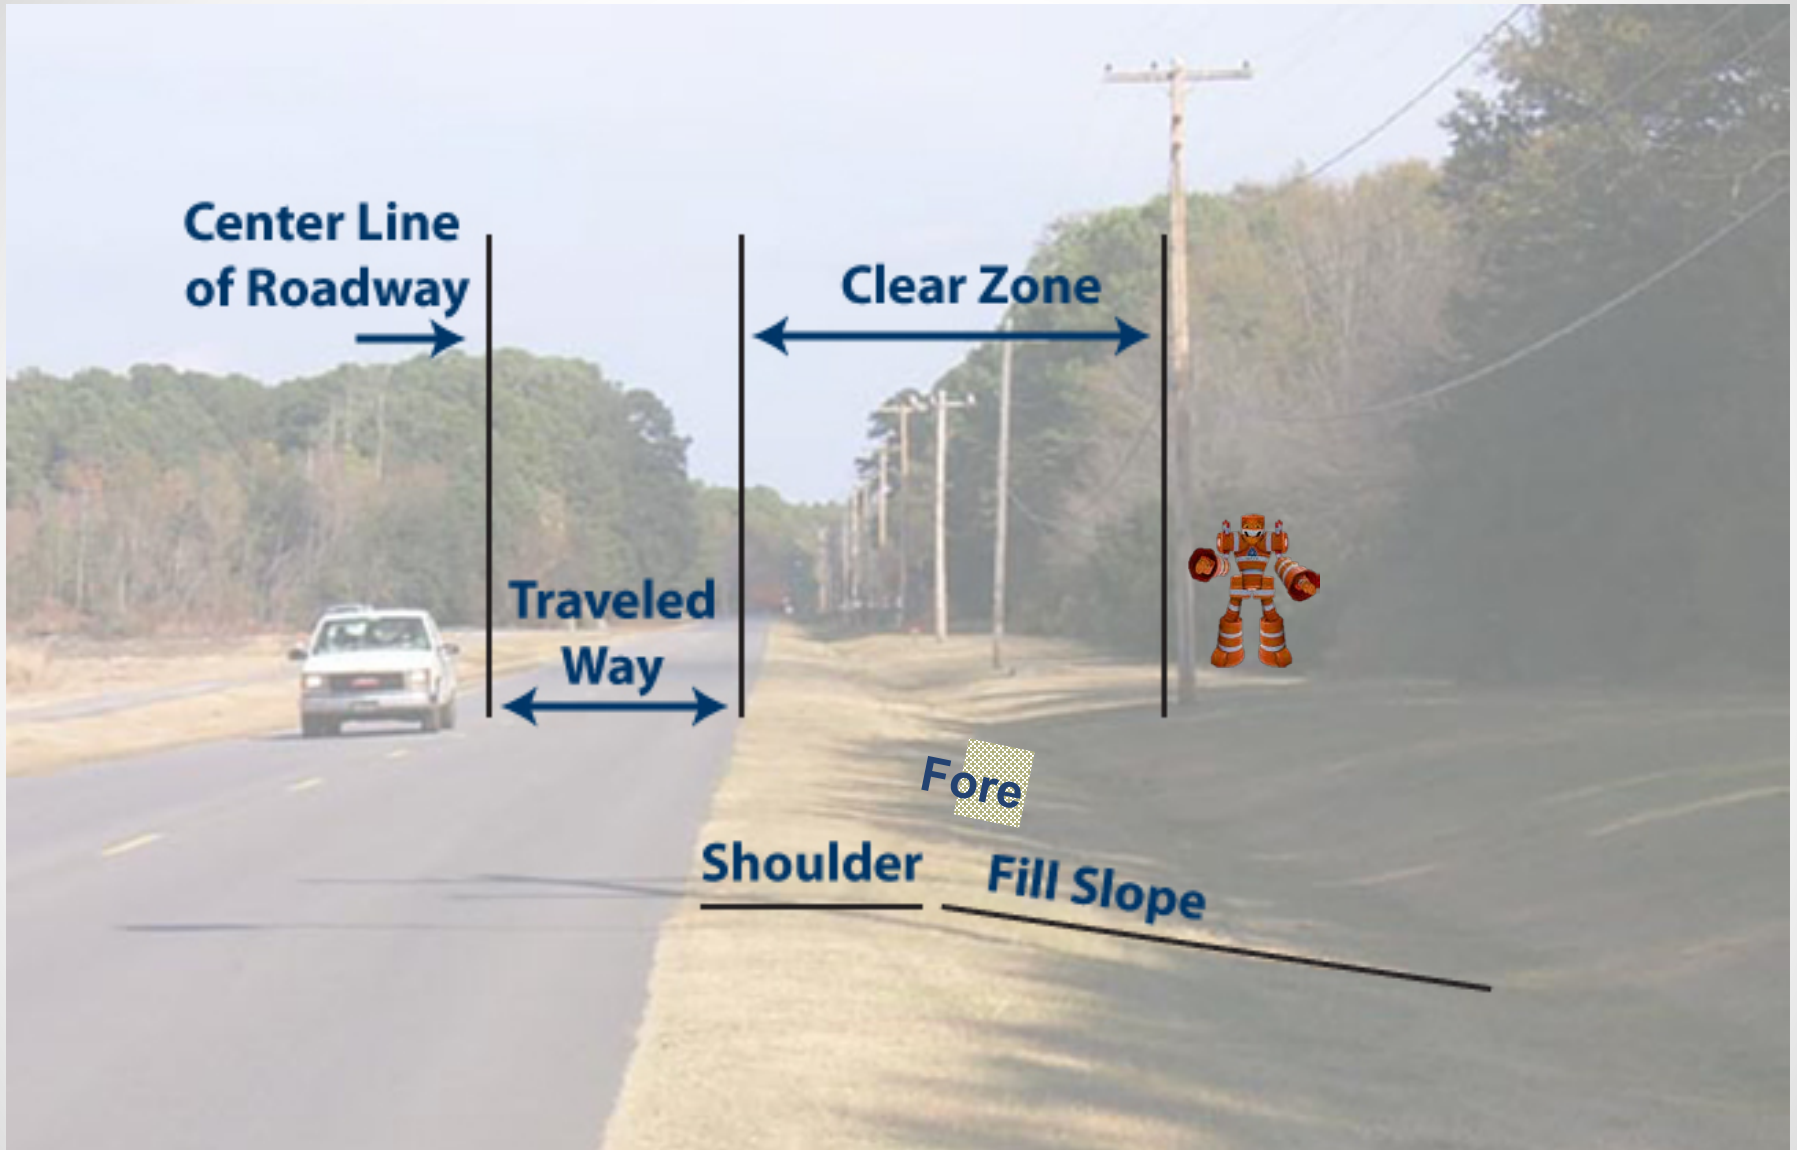 Center Line
of Roadway
Clear Zone
Traveled
Way
Fore
Shoulder
Fill Slope